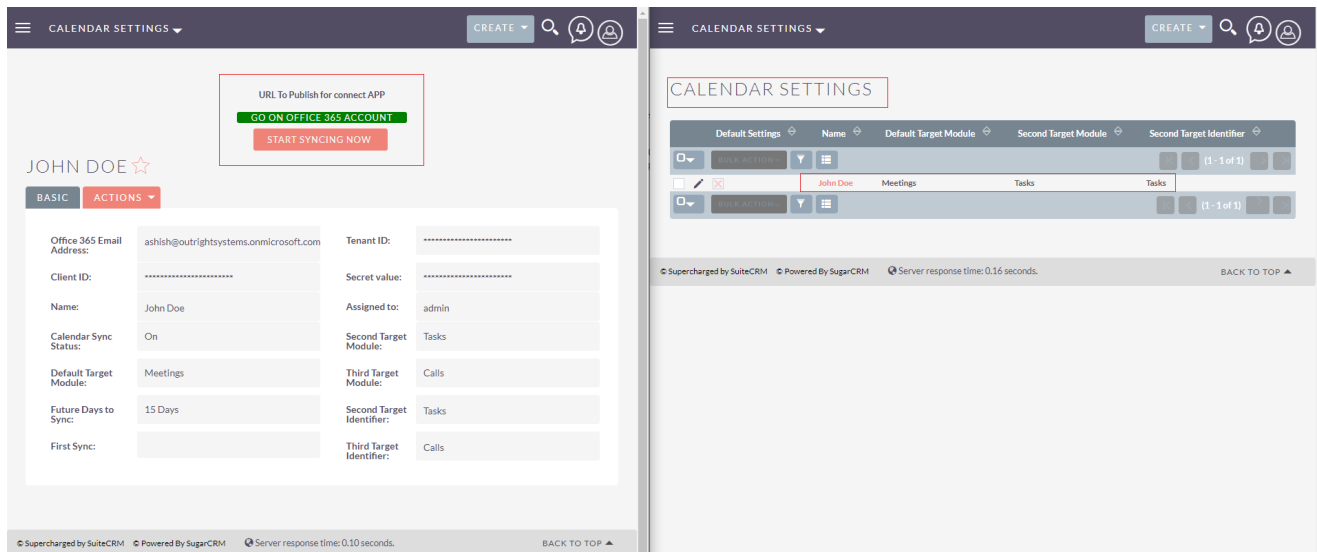 CALENDAR SETTINGS
CREATE
URL To Publish for connect APP
GO ON OFFICE 365 ACCOUNT
START SYNCING NOW
JOHN DOE
BASIC ACTIONS
Office 365 Email Address: ashish@outrightsystems.onmicrosoft.com Tenant ID: ***********************
Client ID: *********************** Secret value: ***********************
Name: John Doe Assigned to: admin
Calendar Sync Status: On Second Target Module: Tasks
Default Target Module: Meetings Third Target Module: Calls
Future Days to Sync: 15 Days Second Target Identifier: Tasks
First Sync: Third Target Identifier: Calls
© Supercharged by SuiteCRM © Powered By SugarCRM Server response time: 0.10 seconds. BACK TO TOP
CALENDAR SETTINGS
CREATE
CALENDAR SETTINGS
Default Settings Name Default Target Module Second Target Module Second Target Identifier
BULK ACTION (1 - 1 of 1)
John Doe Meetings Tasks Tasks
BULK ACTION (1 - 1 of 1)
© Supercharged by SuiteCRM © Powered By SugarCRM Server response time: 0.16 seconds. BACK TO TOP